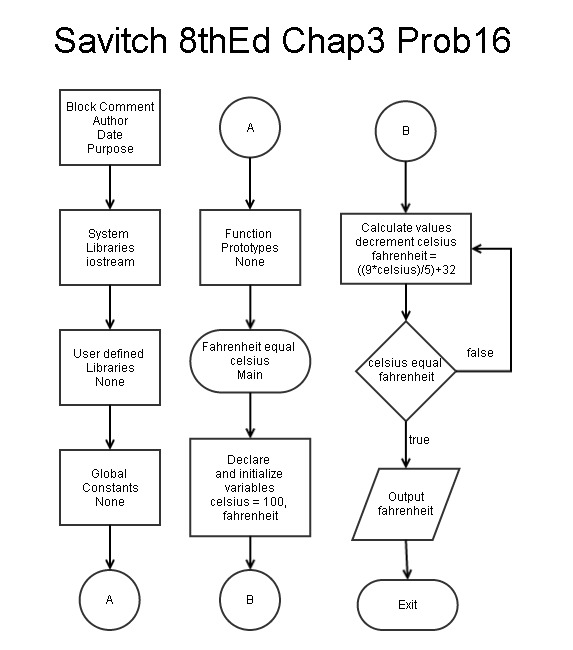 Savitch 8thEd Chap3 Prob16
Block Comment
Author
Date
Purpose
System
Libraries
iostream
User defined
Libraries
None
Global
Constants
None
A
A
Function
Prototypes
None
Fahrenheit equal
celsius
Main
Declare
and initialize
variables
celsius = 100,
fahrenheit
B
B
Calculate values
decrement celsius
fahrenheit =
((9*celsius)/5)+32
celsius equal
fahrenheit
false
true
Output
fahrenheit
Exit